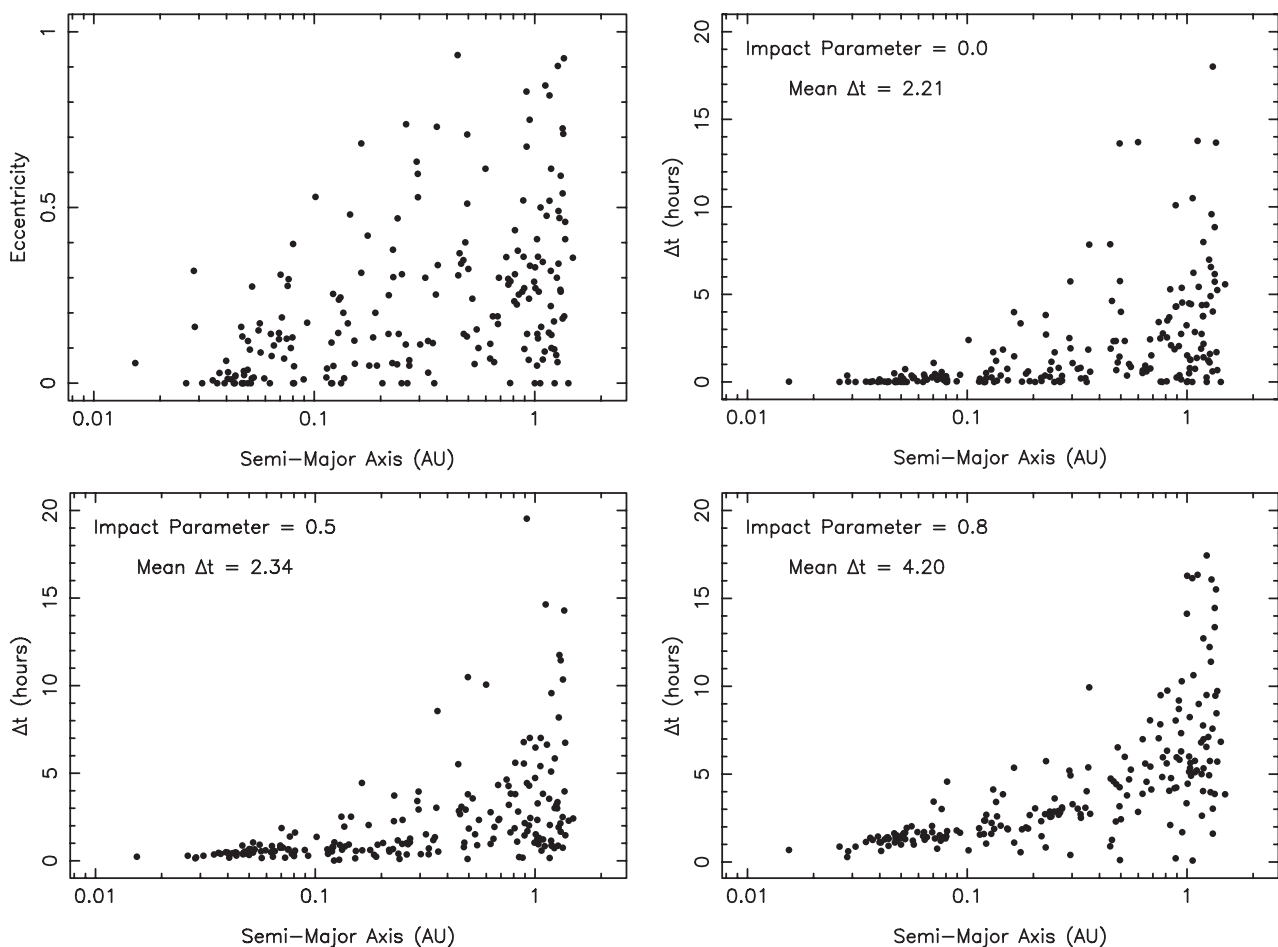 1
0.5
0
Eccentricity
0.01
0.1
1
Semi-Major Axis (AU)
20
15
10
5
0
Δt (hours)
Impact Parameter = 0.0
Mean Δt = 2.21
0.01
0.1
1
Semi-Major Axis (AU)
20
15
10
5
0
Δt (hours)
Impact Parameter = 0.5
Mean Δt = 2.34
0.01
0.1
1
Semi-Major Axis (AU)
20
15
10
5
0
Δt (hours)
Impact Parameter = 0.8
Mean Δt = 4.20
0.01
0.1
1
Semi-Major Axis (AU)